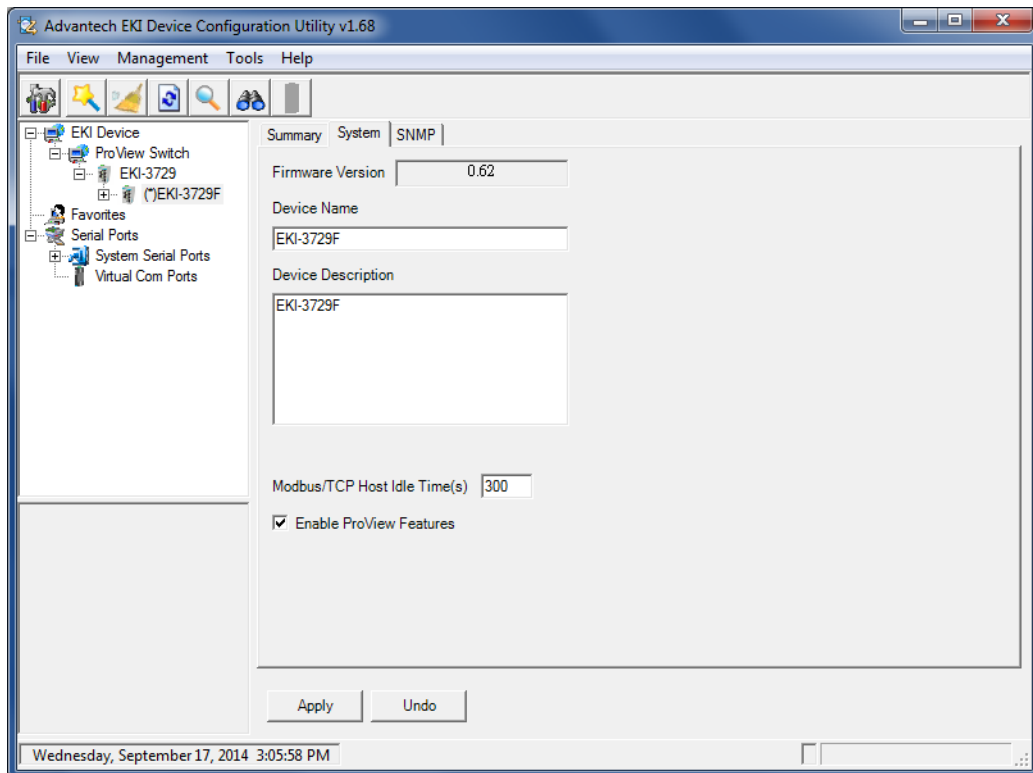 Advantech EKI Device Configuration Utility v1.68
File View Management Tools Help
EKI Device
ProView Switch
EKI-3729
(*)EKI-3729F
Favorites
Serial Ports
System Serial Ports
Virtual Com Ports
Summary System SNMP
Firmware Version 0.62
Device Name
EKI-3729F
Device Description
EKI-3729F
Modbus/TCP Host Idle Time(s) 300
Enable ProView Features
Apply Undo
Wednesday, September 17, 2014 3:05:58 PM